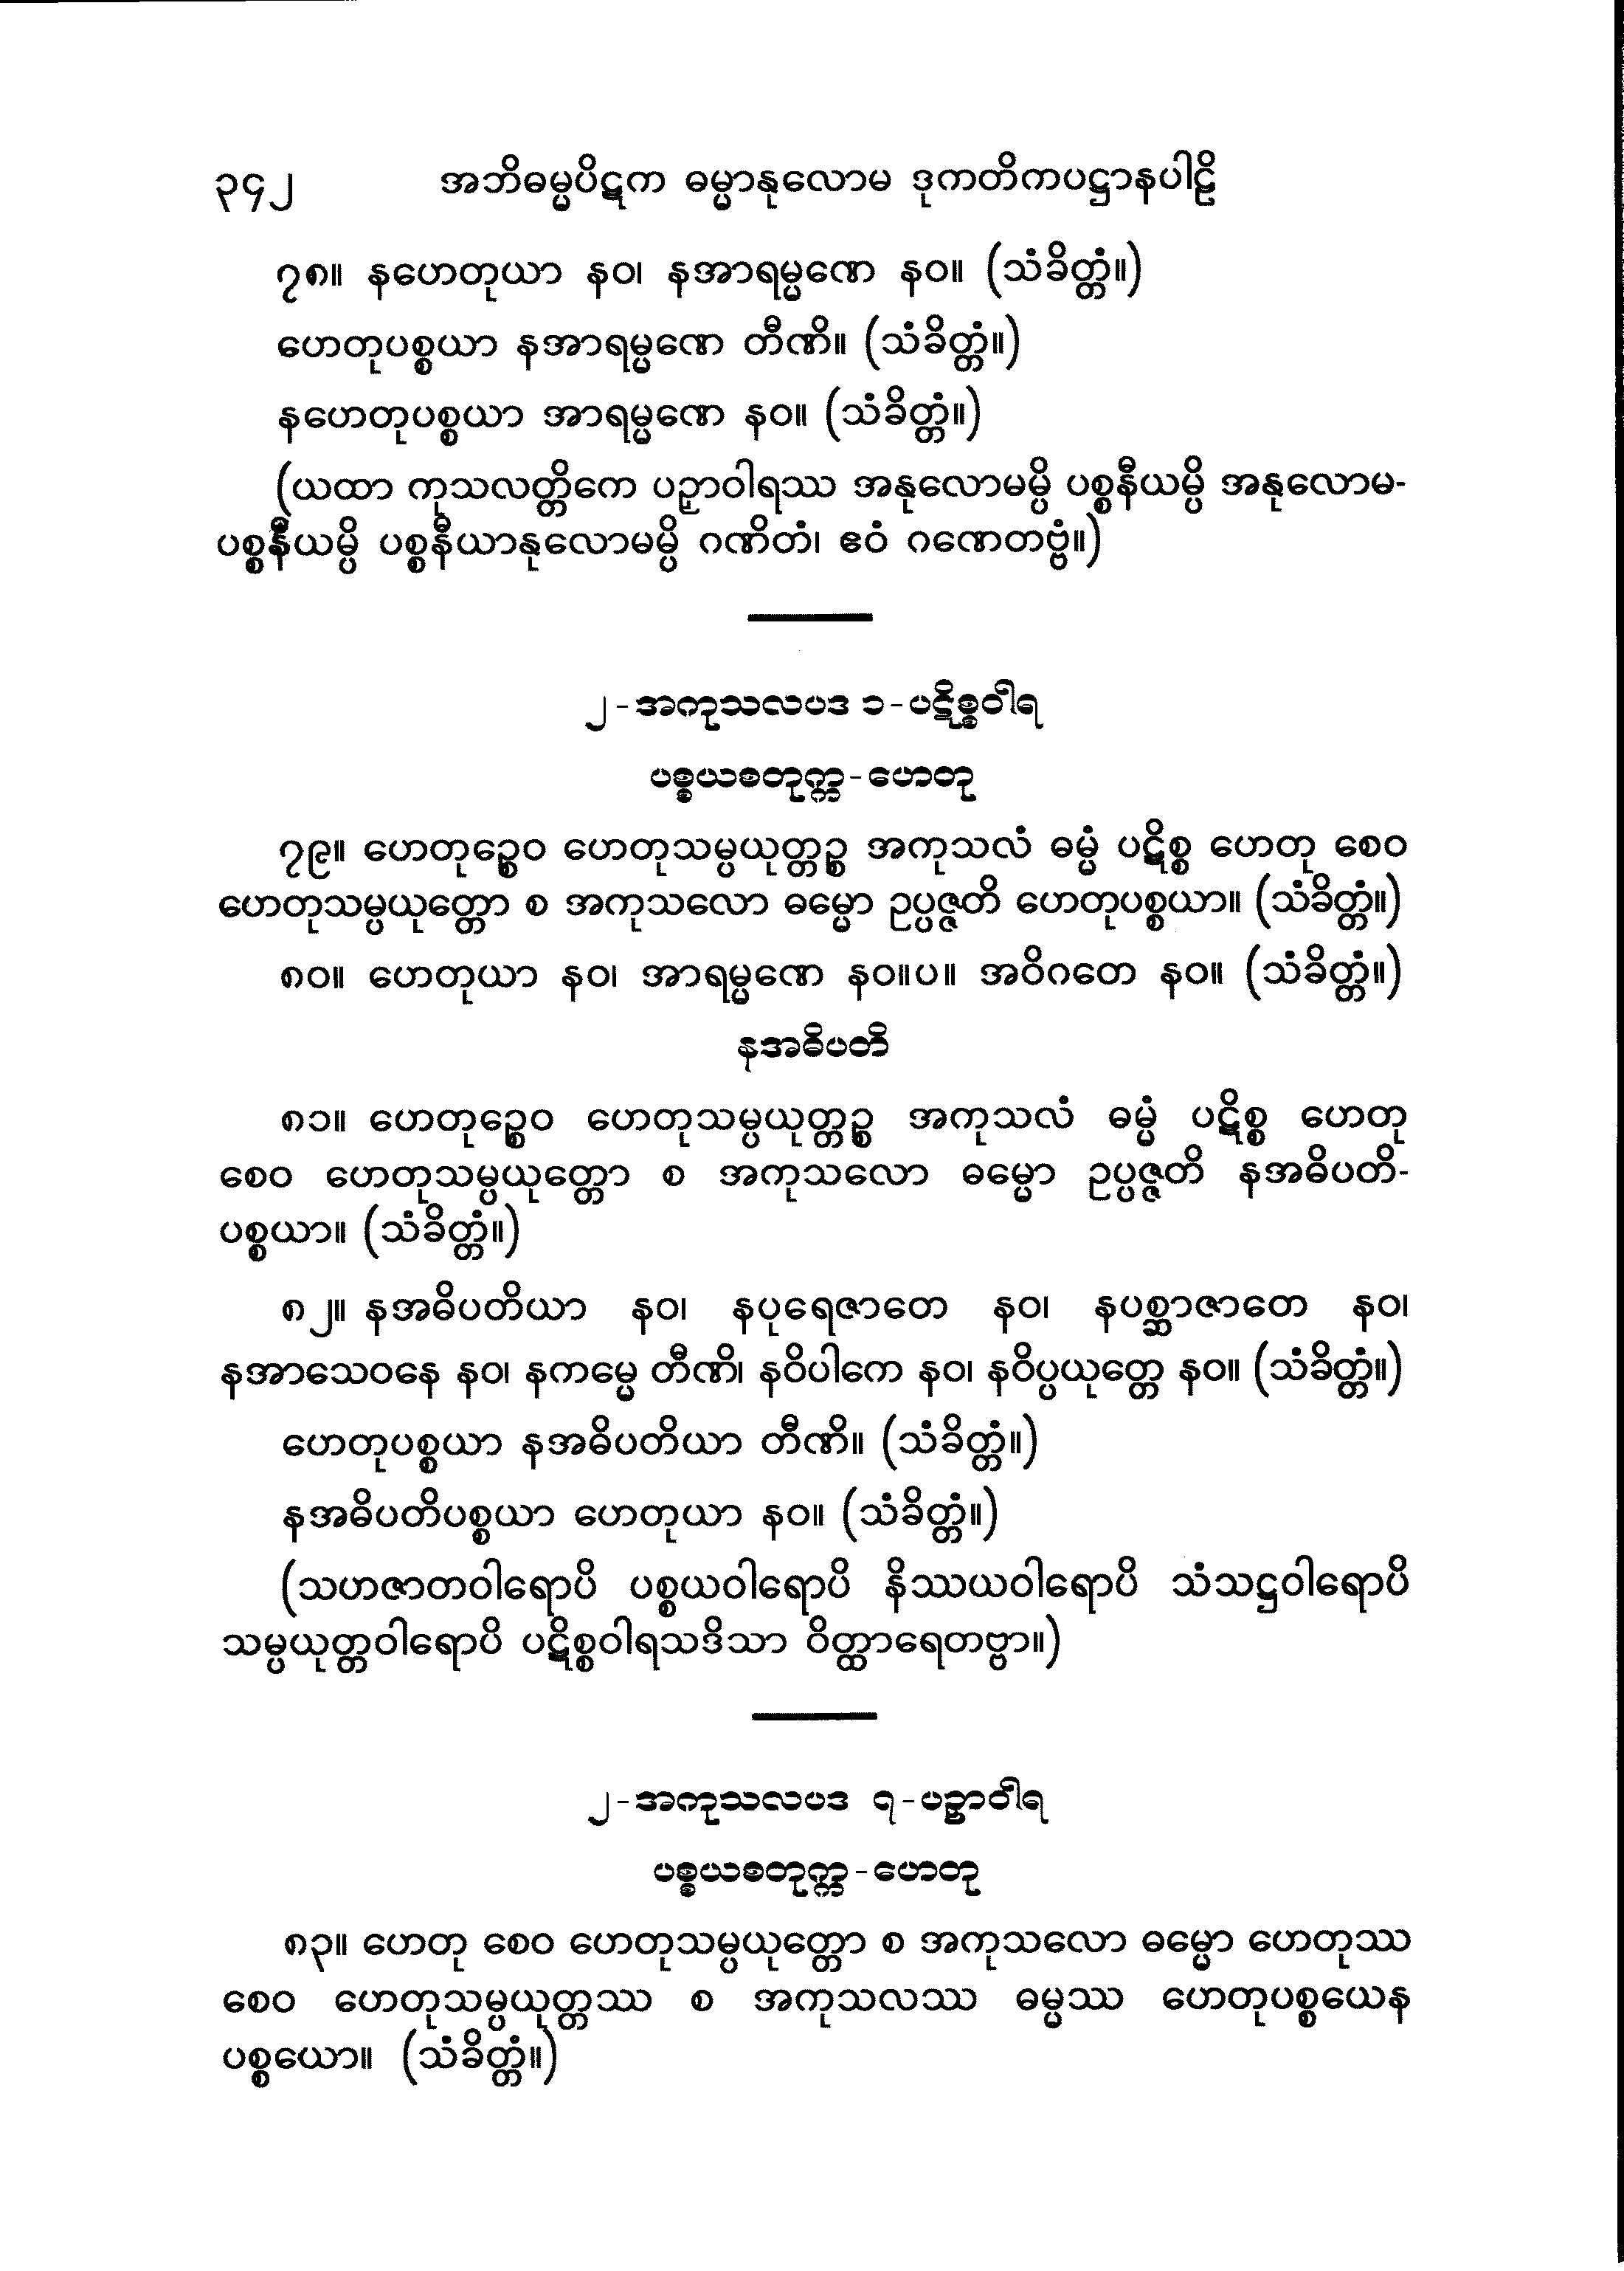 ၃၄၂ အဘိဓမ္မပိဋက ဓမ္မာနုလောမ ဒုကတိကပဋ္ဌာနပါဠိ
၇၈။ နဟေတုယာ နဝ၊ နအာရမ္မဏေ နဝ။ (သံခိတ္တံ။)
ဟေတုပစ္စယာ နအာရမ္မဏေ တီဏိ။ (သံခိတ္တံ။)
နဟေတုပစ္စယာ အာရမ္မဏေ နဝ။ (သံခိတ္တံ။)
(ယထာ ကုသလတ္တိကေ ပဉှာဝါရဿ အနုလောမမ္ပိ ပစ္စနီယမ္ပိ အနုလောမ-
ပစ္စနီယမ္ပိ ပစ္စနီယာနုလောမမ္ပိ ဂဏိတံ၊ ဧဝံ ဂဏေတဗ္ဗံ။)
၂-အကုသလပဒ ၁-ပဋိစ္စဝါရ
ပစ္စယစတုက္က-ဟေတု
၇၉။ ဟေတုဉ္စေဝ ဟေတုသမ္ပယုတ္တဉ္စ အကုသလံ ဓမ္မံ ပဋိစ္စ ဟေတု စေဝ
ဟေတုသမ္ပယုတ္တော စ အကုသလော ဓမ္မော ဥပ္ပဇ္ဇတိ ဟေတုပစ္စယာ။ (သံခိတ္တံ။)
၈၀။ ဟေတုယာ နဝ၊ အာရမ္မဏေ နဝ။ပ။ အဝိဂတေ နဝ။ (သံခိတ္တံ။)
နအဓိပတိ
၈၁။ ဟေတုဉ္စေဝ ဟေတုသမ္ပယုတ္တဉ္စ အကုသလံ ဓမ္မံ ပဋိစ္စ ဟေတု
စေဝ ဟေတုသမ္ပယုတ္တော စ အကုသလော ဓမ္မော ဥပ္ပဇ္ဇတိ နအဓိပတိ-
ပစ္စယာ။ (သံခိတ္တံ။)
၈၂။ နအဓိပတိယာ နဝ၊ နပုရေဇာတေ နဝ၊ နပစ္ဆာဇာတေ နဝ၊
နအာသေဝနေ နဝ၊ နကမ္မေ တီဏိ၊ နဝိပါကေ နဝ၊ နဝိပ္ပယုတ္တေ နဝ။ (သံခိတ္တံ။)
ဟေတုပစ္စယာ နအဓိပတိယာ တီဏိ။ (သံခိတ္တံ။)
နအဓိပတိပစ္စယာ ဟေတုယာ နဝ။ (သံခိတ္တံ။)
(သဟဇာတဝါရောပိ ပစ္စယဝါရောပိ နိဿယဝါရောပိ သံသဋ္ဌဝါရောပိ
သမ္ပယုတ္တဝါရောပိ ပဋိစ္စဝါရသဒိသာ ဝိတ္ထာရေတဗ္ဗာ။)
၂-အကုသလပဒ ၇-ပဉှာဝါရ
ပစ္စယစတုက္က-ဟေတု
၈၃။ ဟေတု စေဝ ဟေတုသမ္ပယုတ္တော စ အကုသလော ဓမ္မော ဟေတုဿ
စေဝ ဟေတုသမ္ပယုတ္တဿ စ အကုသလဿ ဓမ္မဿ ဟေတုပစ္စယေန
ပစ္စယော။ (သံခိတ္တံ။)